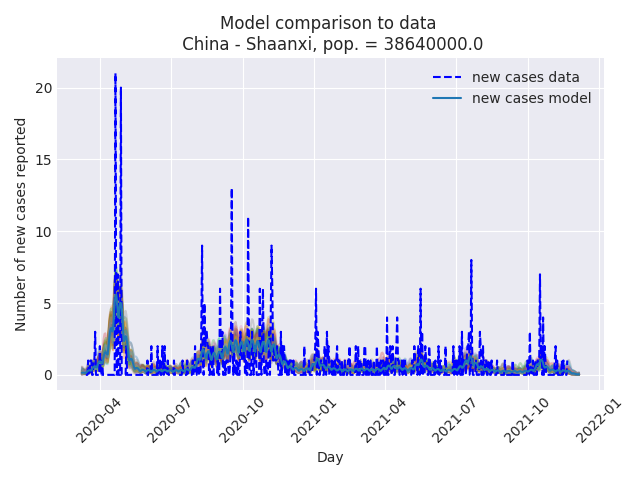 Model comparison to data
China - Shaanxi, pop. = 38640000.0
new cases data
new cases model
Number of new cases reported
20
15
10
5
0
2020-04
2020-07
2020-10
2021-01
2021-04
2021-07
2021-10
2022-01
Day